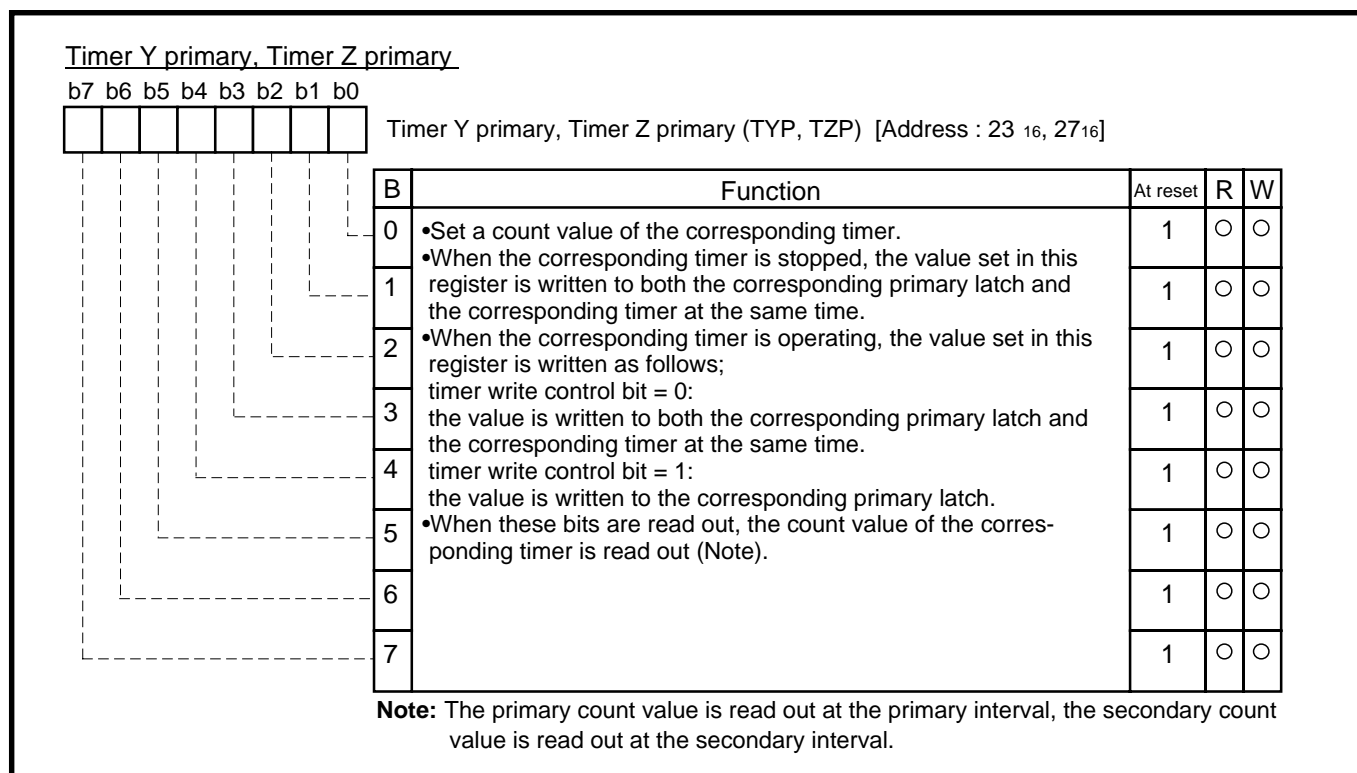 Timer Y primary, Timer Z primary
b7 b6 b5 b4 b3 b2 b1 b0
Timer Y primary, Timer Z primary (TYP, TZP) [Address : 23 16, 2716]
B Function At reset R W
0 •Set a count value of the corresponding timer. 1 ○ ○
•When the corresponding timer is stopped, the value set in this
1 register is written to both the corresponding primary latch and 1 ○ ○
the corresponding timer at the same time.
2 •When the corresponding timer is operating, the value set in this 1 ○ ○
register is written as follows;
timer write control bit = 0:
3 the value is written to both the corresponding primary latch and 1 ○ ○
the corresponding timer at the same time.
4 timer write control bit = 1: 1 ○ ○
the value is written to the corresponding primary latch.
5 •When these bits are read out, the count value of the corres- 1 ○ ○
ponding timer is read out (Note).
6 1 ○ ○
7 1 ○ ○
Note: The primary count value is read out at the primary interval, the secondary count
value is read out at the secondary interval.